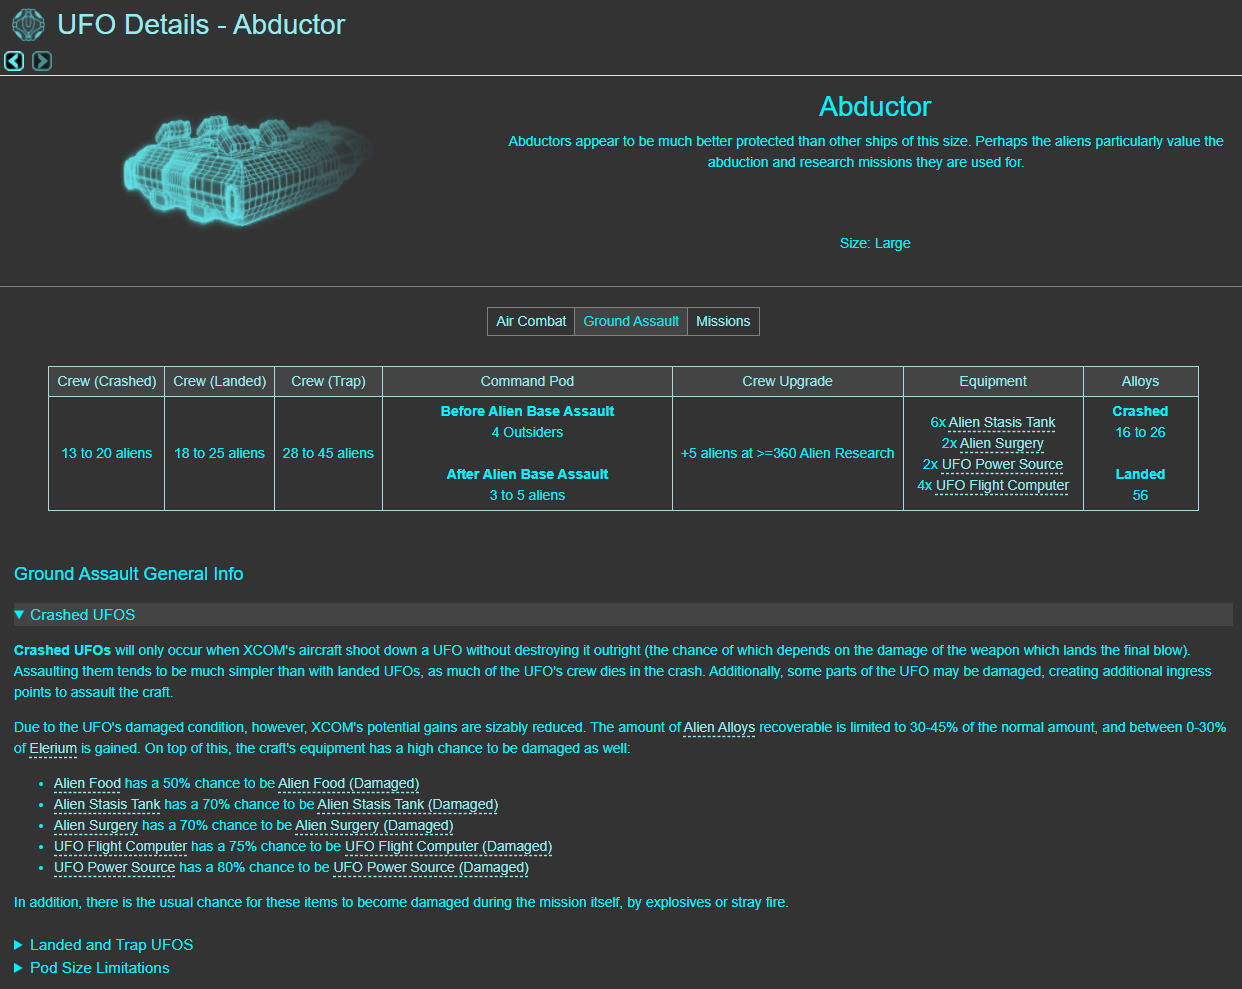 UFO Details - Abductor
Abductor
Abductors appear to be much better protected than other ships of this size. Perhaps the aliens particularly value the
abduction and research missions they are used for.
Size: Large
Air Combat Ground Assault Missions
Crew (Crashed) Crew (Landed) Crew (Trap) Command Pod Crew Upgrade Equipment Alloys
13 to 20 aliens
18 to 25 aliens
28 to 45 aliens
Before Alien Base Assault
4 Outsiders
After Alien Base Assault
3 to 5 aliens
+5 aliens at >=360 Alien Research
6x Alien Stasis Tank
2x Alien Surgery
2x UFO Power Source
4x UFO Flight Computer
Crashed
16 to 26
Landed
56
Ground Assault General Info
▼ Crashed UFOS
Crashed UFOs will only occur when XCOM's aircraft shoot down a UFO without destroying it outright (the chance of which depends on the damage of the weapon which lands the final blow).
Assaulting them tends to be much simpler than with landed UFOs, as much of the UFO's crew dies in the crash. Additionally, some parts of the UFO may be damaged, creating additional ingress
points to assault the craft.
Due to the UFO's damaged condition, however, XCOM's potential gains are sizably reduced. The amount of Alien Alloys recoverable is limited to 30-45% of the normal amount, and between 0-30%
of Elerium is gained. On top of this, the craft's equipment has a high chance to be damaged as well:
• Alien Food has a 50% chance to be Alien Food (Damaged)
• Alien Stasis Tank has a 70% chance to be Alien Stasis Tank (Damaged)
• Alien Surgery has a 70% chance to be Alien Surgery (Damaged)
• UFO Flight Computer has a 75% chance to be UFO Flight Computer (Damaged)
• UFO Power Source has a 80% chance to be UFO Power Source (Damaged)
In addition, there is the usual chance for these items to become damaged during the mission itself, by explosives or stray fire.
▶ Landed and Trap UFOS
▶ Pod Size Limitations